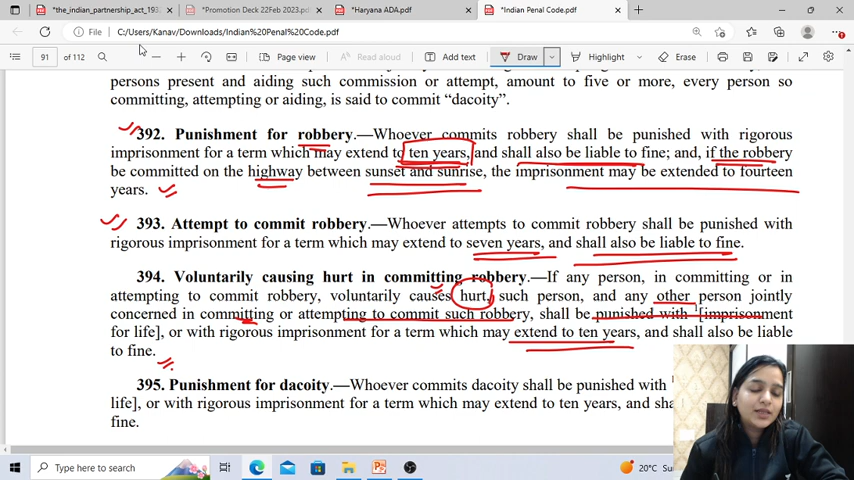 *the_indian_partnership_act_193
*Promotion Deck 22Feb 2023.pdf
*Haryana ADA.pdf
*Indian Penal Code.pdf
File
C:/Users/Kanav/Downloads/Indian%20Penal%20Code.pdf
91 of 112
Page view
Add text
Draw
Highlight
Erase
persons present and aiding such commission or attempt, amount to five or more, every person so
committing, attempting or aiding, is said to commit “dacoity”.
392. Punishment for robbery.—Whoever commits robbery shall be punished with rigorous
imprisonment for a term which may extend to ten years, and shall also be liable to fine; and, if the robbery
be committed on the highway between sunset and sunrise, the imprisonment may be extended to fourteen
years.
393. Attempt to commit robbery.—Whoever attempts to commit robbery shall be punished with
rigorous imprisonment for a term which may extend to seven years, and shall also be liable to fine.
394. Voluntarily causing hurt in committing robbery.—If any person, in committing or in
attempting to commit robbery, voluntarily causes hurt, such person, and any other person jointly
concerned in committing or attempting to commit such robbery, shall be punished with 1[imprisonment
for life], or with rigorous imprisonment for a term which may extend to ten years, and shall also be liable
to fine.
395. Punishment for dacoity.—Whoever commits dacoity shall be punished with
life], or with rigorous imprisonment for a term which may extend to ten years, and
fine.
Type here to search
20°C